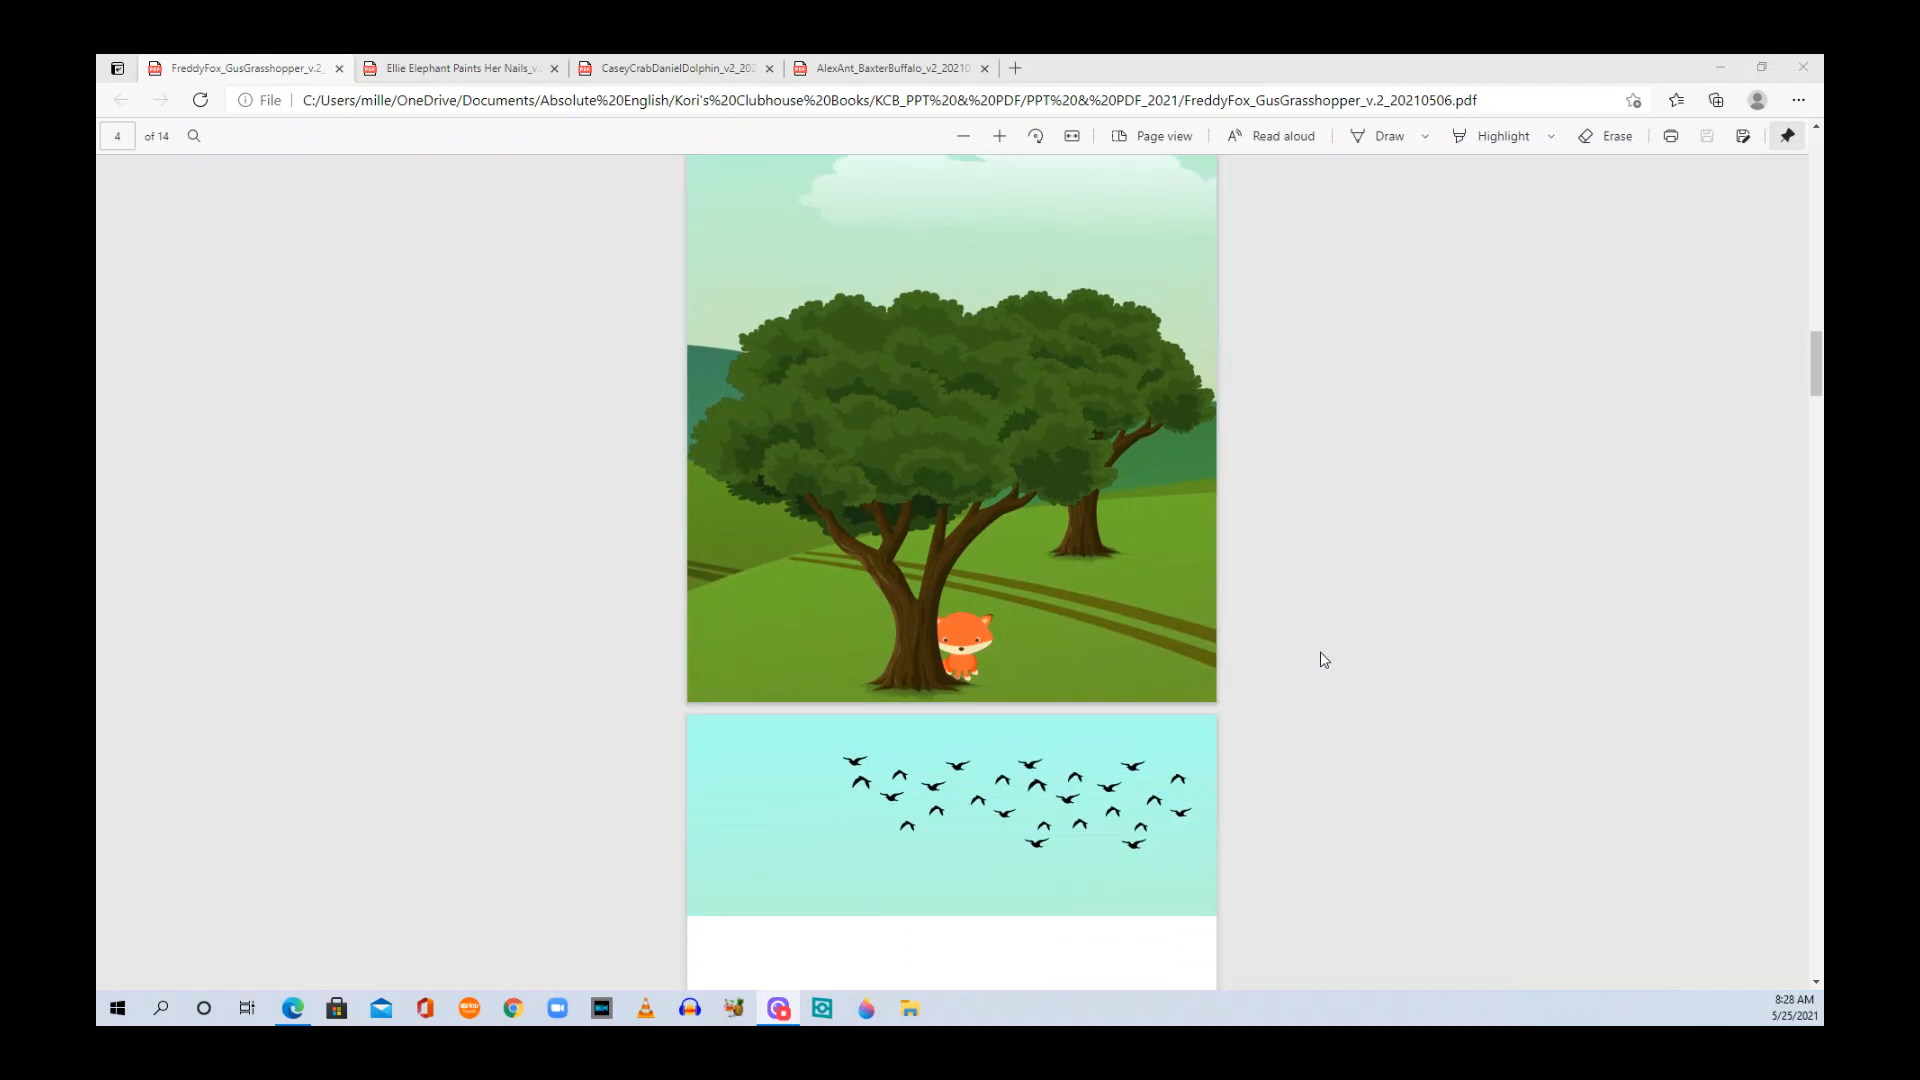 FreddyFox_GusGrasshopper_v.2_
Ellie Elephant Paints Her Nails_v.
CaseyCrabDanielDolphin_v2_202
AlexAnt_BaxterBuffalo_v2_20210
File
C:/Users/mille/OneDrive/Documents/Absolute%20English/Kori's%20Clubhouse%20Books/KCB_PPT%20&%20PDF/PPT%20&%20PDF_2021/FreddyFox_GusGrasshopper_v.2_20210506.pdf
4 of 14
Page view
Read aloud
Draw
Highlight
Erase
8:28 AM
5/25/2021